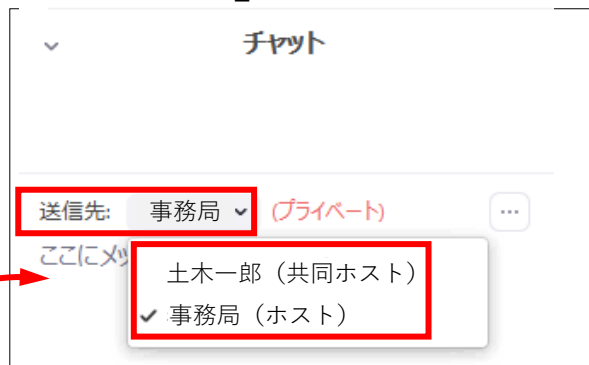 チャット
送信先: 事務局 (プライベート) ...
ここにメッ
土木一郎（共同ホスト）
事務局（ホスト）